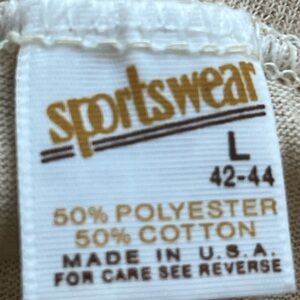 sportswear
L
42-44
50% POLYESTER
50% COTTON
MADE IN U.S.A.
FOR CARE SEE REVERSE